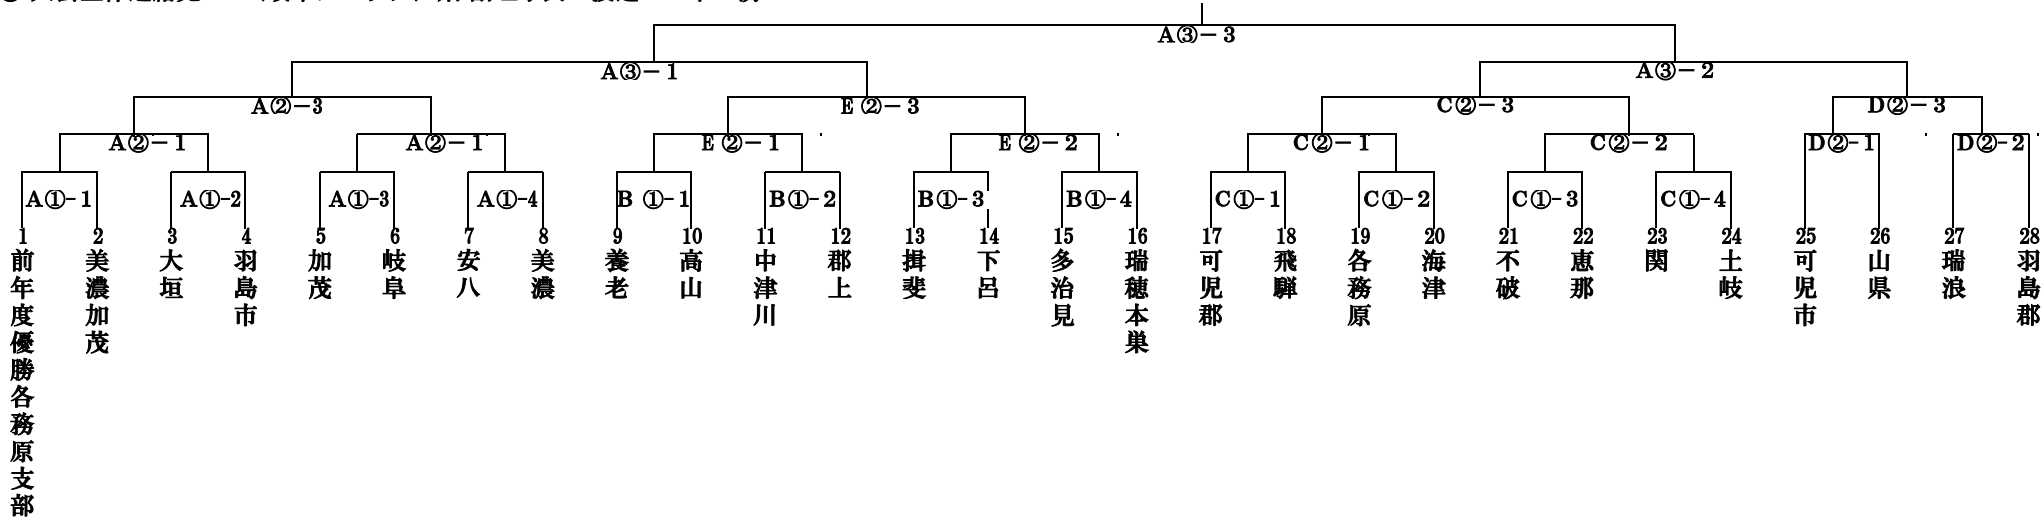 A③－3
A③－1
A③－2
A②－3
E②－3
C②－3
D②－3
A②－1
A②－1
E②－1
E②－2
C②－1
C②－2
D②-1
D②-2
A①-1
A①-2
A①-3
A①-4
B①-1
B①-2
B①-3
B①-4
C①-1
C①-2
C①-3
C①-4
1
2
3
4
5
6
7
8
9
10
11
12
13
14
15
16
17
18
19
20
21
22
23
24
25
26
27
28
前年度優勝各務原支部
美濃加茂
大垣
羽島市
加茂
岐阜
安八
美濃
養老
高山
中津川
郡上
揖斐
下呂
多治見
瑞穂本巣
可児郡
飛騨
各務原
海津
不破
恵那
関
土岐
可児市
山県
瑞浪
羽島郡